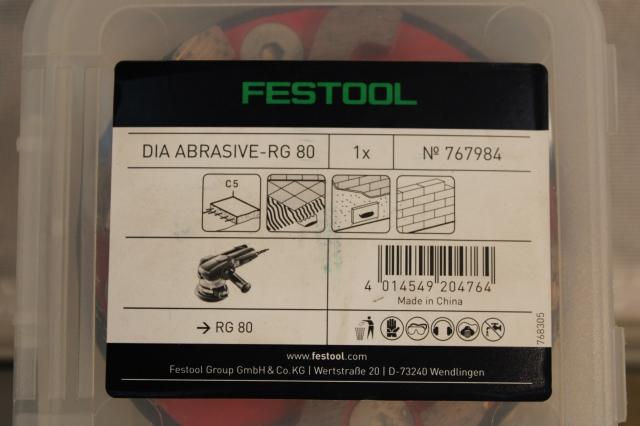 FESTOOL
DIA ABRASIVE-RG 80
1x
№ 767984
C5
4 014549 204764
Made in China
→ RG 80
768305
www.festool.com
Festool Group GmbH & Co. KG | Wertstraße 20 | D-73240 Wendlingen